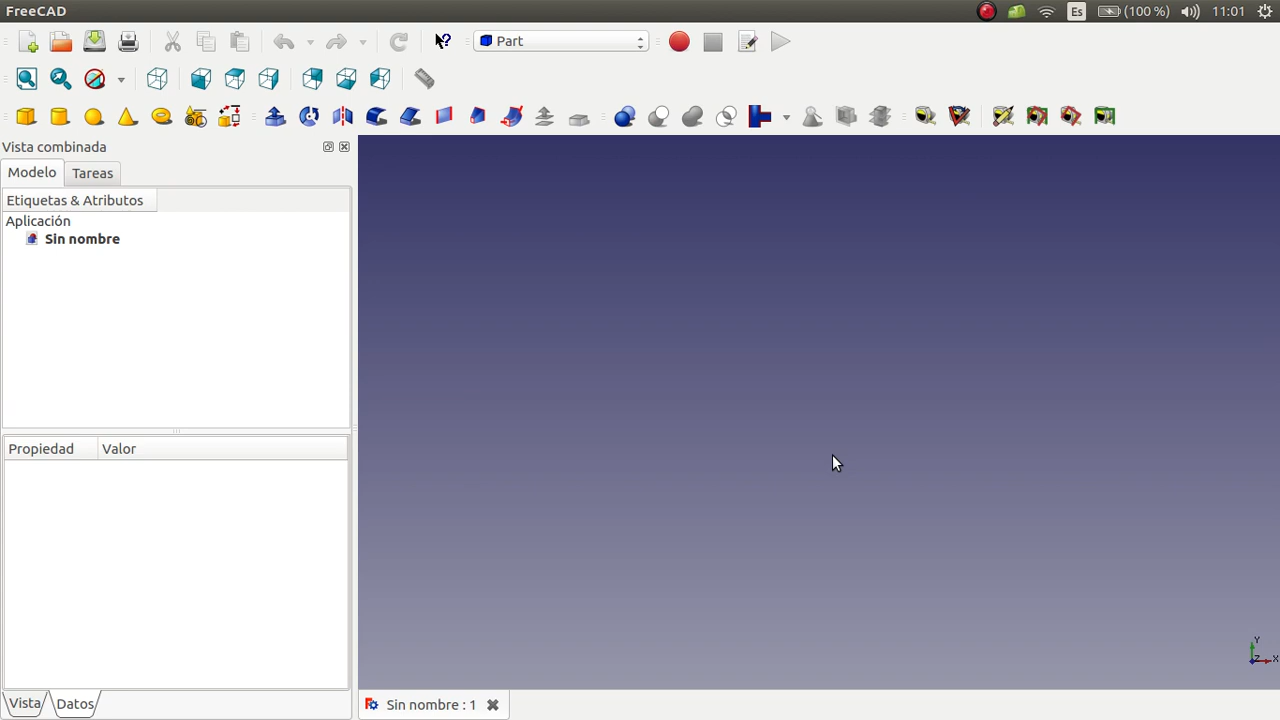 FreeCAD
Es
(100 %)
11:01
Part
Vista combinada
Modelo
Tareas
Etiquetas & Atributos
Aplicación
Sin nombre
Propiedad
Valor
Vista
Datos
Sin nombre : 1
Y
Z
X